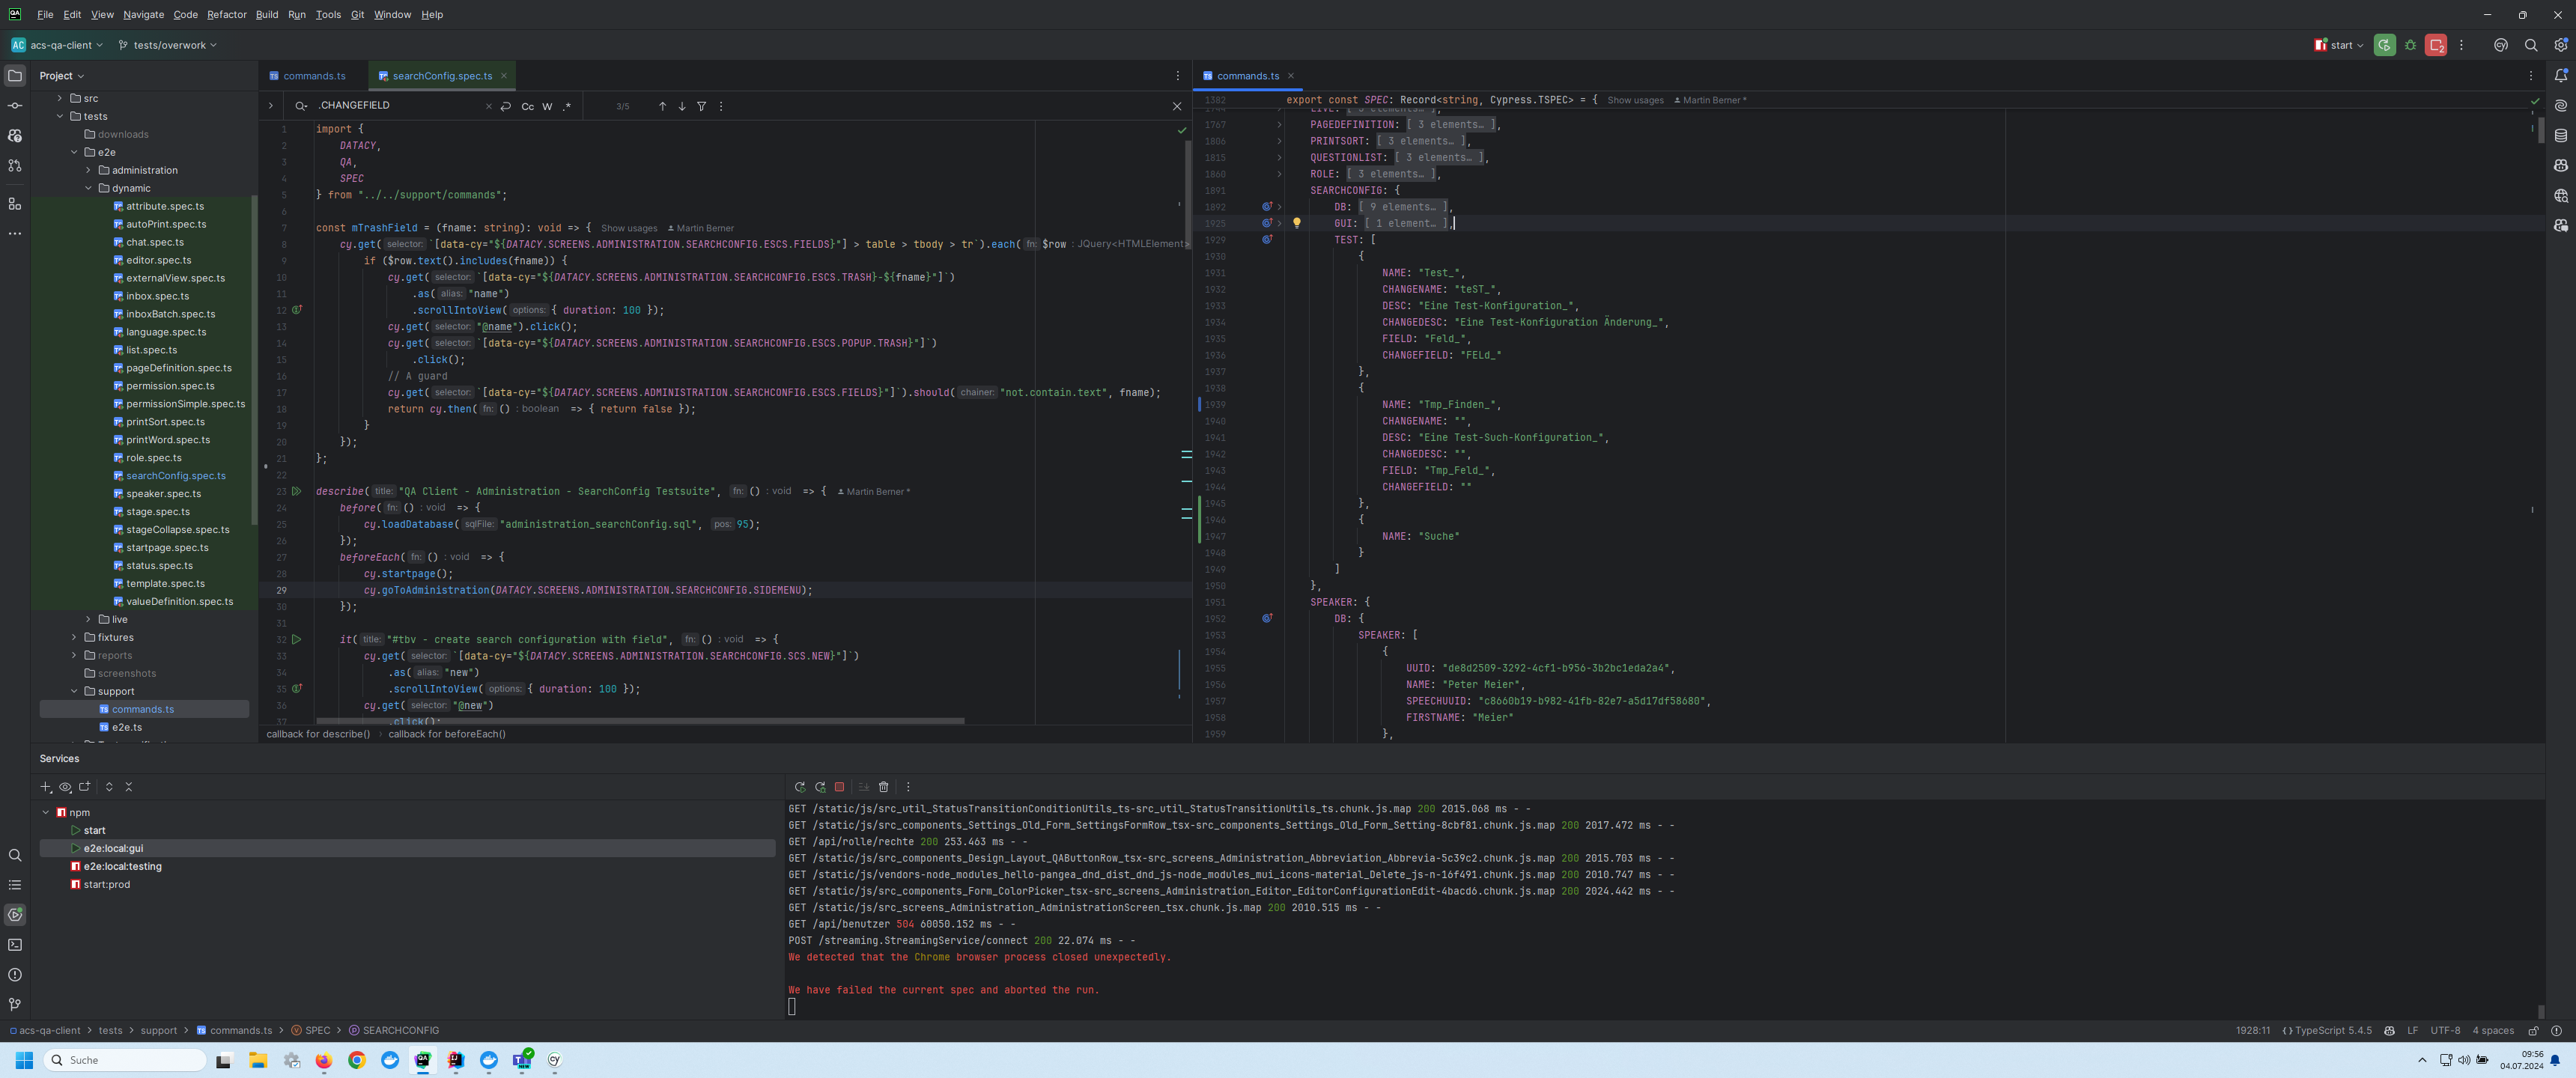 File Edit View Navigate Code Refactor Build Run Tools Git Window Help
AC acs-qa-client tests/overwork start 2
Project
src
tests
downloads
e2e
administration
dynamic
attribute.spec.ts
autoPrint.spec.ts
chat.spec.ts
editor.spec.ts
externalView.spec.ts
inbox.spec.ts
inboxBatch.spec.ts
language.spec.ts
list.spec.ts
pageDefinition.spec.ts
permission.spec.ts
permissionSimple.spec.ts
printSort.spec.ts
printWord.spec.ts
role.spec.ts
searchConfig.spec.ts
speaker.spec.ts
stage.spec.ts
stageCollapse.spec.ts
startpage.spec.ts
status.spec.ts
template.spec.ts
valueDefinition.spec.ts
live
fixtures
reports
screenshots
support
commands.ts
e2e.ts
commands.ts searchConfig.spec.ts
.CHANGEFIELD Cc W .* 3/5
1 import {
2 DATACY,
3 QA,
4 SPEC
5 } from "../../support/commands";
6
7 const mTrashField = (fname: string): void => { Show usages Martin Berner
8 cy.get( selector: `[data-cy="${DATACY.SCREENS.ADMINISTRATION.SEARCHCONFIG.ESCS.FIELDS}"] > table > tbody > tr`).each( fn: $row : JQuery<HTMLElement>
9 if ($row.text().includes(fname)) {
10 cy.get( selector: `[data-cy="${DATACY.SCREENS.ADMINISTRATION.SEARCHCONFIG.ESCS.TRASH}-${fname}"]`)
11 .as( alias: "name")
12 .scrollIntoView( options: { duration: 100 });
13 cy.get( selector: "@name").click();
14 cy.get( selector: `[data-cy="${DATACY.SCREENS.ADMINISTRATION.SEARCHCONFIG.ESCS.POPUP.TRASH}"]`)
15 .click();
16 // A guard
17 cy.get( selector: `[data-cy="${DATACY.SCREENS.ADMINISTRATION.SEARCHCONFIG.ESCS.FIELDS}"]`).should( chainer: "not.contain.text", fname);
18 return cy.then( fn: () : boolean => { return false });
19 }
20 });
21 };
22
23 describe( title: "QA Client - Administration - SearchConfig Testsuite", fn: () : void => { Martin Berner *
24 before( fn: () : void => {
25 cy.loadDatabase( sqlFile: "administration_searchConfig.sql", pos: 95);
26 });
27 beforeEach( fn: () : void => {
28 cy.startpage();
29 cy.goToAdministration(DATACY.SCREENS.ADMINISTRATION.SEARCHCONFIG.SIDEMENU);
30 });
31
32 it( title: "#tbv - create search configuration with field", fn: () : void => {
33 cy.get( selector: `[data-cy="${DATACY.SCREENS.ADMINISTRATION.SEARCHCONFIG.SCS.NEW}"]`)
34 .as( alias: "new")
35 .scrollIntoView( options: { duration: 100 });
36 cy.get( selector: "@new")
37 .click();
callback for describe() > callback for beforeEach()
commands.ts
1382 export const SPEC: Record<string, Cypress.TSPEC> = { Show usages Martin Berner *
1744 LIVE: [ 3 elements… ],
1767 PAGEDEFINITION: [ 3 elements… ],
1806 PRINTSORT: [ 3 elements… ],
1815 QUESTIONLIST: [ 3 elements… ],
1860 ROLE: [ 3 elements… ],
1891 SEARCHCONFIG: {
1892 DB: [ 9 elements… ],
1925 GUI: [ 1 element… ],
1929 TEST: [
1930 {
1931 NAME: "Test_",
1932 CHANGENAME: "teST_",
1933 DESC: "Eine Test-Konfiguration_",
1934 CHANGEDESC: "Eine Test-Konfiguration Änderung_",
1935 FIELD: "Feld_",
1936 CHANGEFIELD: "FELd_"
1937 },
1938 {
1939 NAME: "Tmp_Finden_",
1940 CHANGENAME: "",
1941 DESC: "Eine Test-Such-Konfiguration_",
1942 CHANGEDESC: "",
1943 FIELD: "Tmp_Feld_",
1944 CHANGEFIELD: ""
1945 },
1946 {
1947 NAME: "Suche"
1948 }
1949 ]
1950 },
1951 SPEAKER: {
1952 DB: {
1953 SPEAKER: [
1954 {
1955 UUID: "de8d2509-3292-4cf1-b956-3b2bc1eda2a4",
1956 NAME: "Peter Meier",
1957 SPEECHUUID: "c8660b19-b982-41fb-82e7-a5d17df58680",
1958 FIRSTNAME: "Meier"
1959 },
Services
npm
start
e2e:local:gui
e2e:local:testing
start:prod
GET /static/js/src_util_StatusTransitionConditionUtils_ts-src_util_StatusTransitionUtils_ts.chunk.js.map 200 2015.068 ms - -
GET /static/js/src_components_Settings_Old_Form_SettingsFormRow_tsx-src_components_Settings_Old_Form_Setting-8cbf81.chunk.js.map 200 2017.472 ms - -
GET /api/rolle/rechte 200 253.463 ms - -
GET /static/js/src_components_Design_Layout_QAButtonRow_tsx-src_screens_Administration_Abbreviation_Abbrevia-5c39c2.chunk.js.map 200 2015.703 ms - -
GET /static/js/vendors-node_modules_hello-pangea_dnd_dist_dnd_js-node_modules_mui_icons-material_Delete_js-n-16f491.chunk.js.map 200 2010.747 ms - -
GET /static/js/src_components_Form_ColorPicker_tsx-src_screens_Administration_Editor_EditorConfigurationEdit-4bacd6.chunk.js.map 200 2024.442 ms - -
GET /static/js/src_screens_Administration_AdministrationScreen_tsx.chunk.js.map 200 2010.515 ms - -
GET /api/benutzer 504 60050.152 ms - -
POST /streaming.StreamingService/connect 200 22.074 ms - -
We detected that the Chrome browser process closed unexpectedly.
We have failed the current spec and aborted the run.
acs-qa-client > tests > support > commands.ts > SPEC > SEARCHCONFIG
1928:11 TypeScript 5.4.5 LF UTF-8 4 spaces
Suche
09:56
04.07.2024